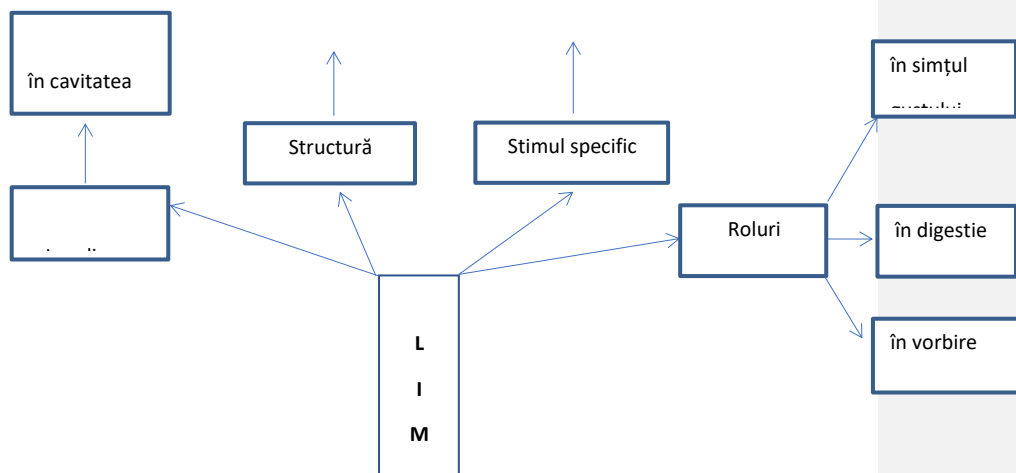 în cavitatea
în simțul
Structură
Stimul specific
Roluri
în digestie
în vorbire
L
I
M